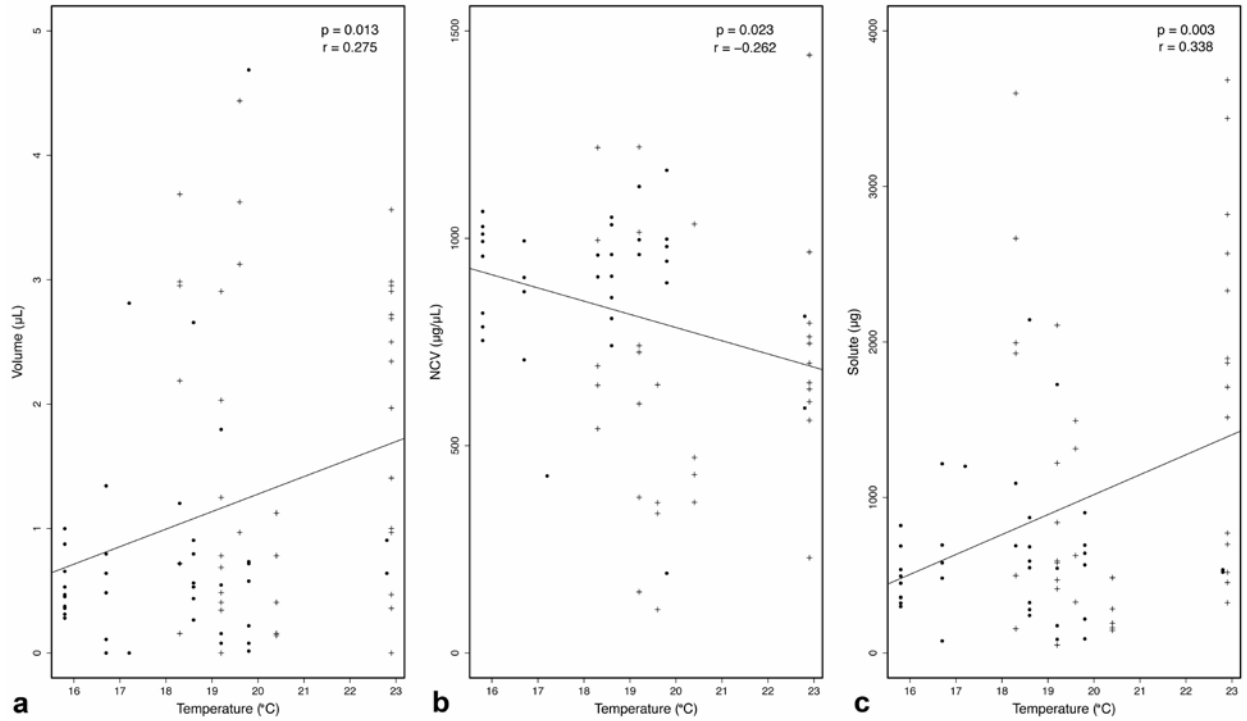 p = 0.013
r = 0.275
5
4
3
2
1
0
Volume (μL)
16 17 18 19 20 21 22 23
Temperature (°C)
a
p = 0.023
r = −0.262
1500
1000
500
0
NCV (μg/μL)
16 17 18 19 20 21 22 23
Temperature (°C)
b
p = 0.003
r = 0.338
4000
3000
2000
1000
0
Solute (μg)
16 17 18 19 20 21 22 23
Temperature (°C)
c